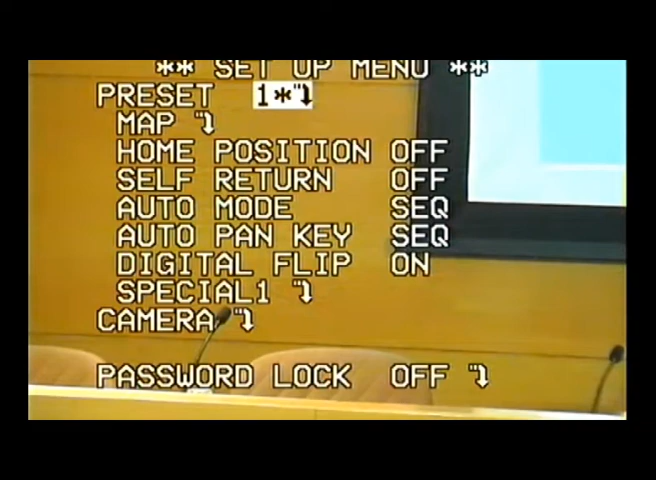 ** SET UP MENU **
PRESET 1*⤵
MAP ⤵
HOME POSITION OFF
SELF RETURN OFF
AUTO MODE SEQ
AUTO PAN KEY SEQ
DIGITAL FLIP ON
SPECIAL1 ⤵
CAMERA ⤵
PASSWORD LOCK OFF ⤵